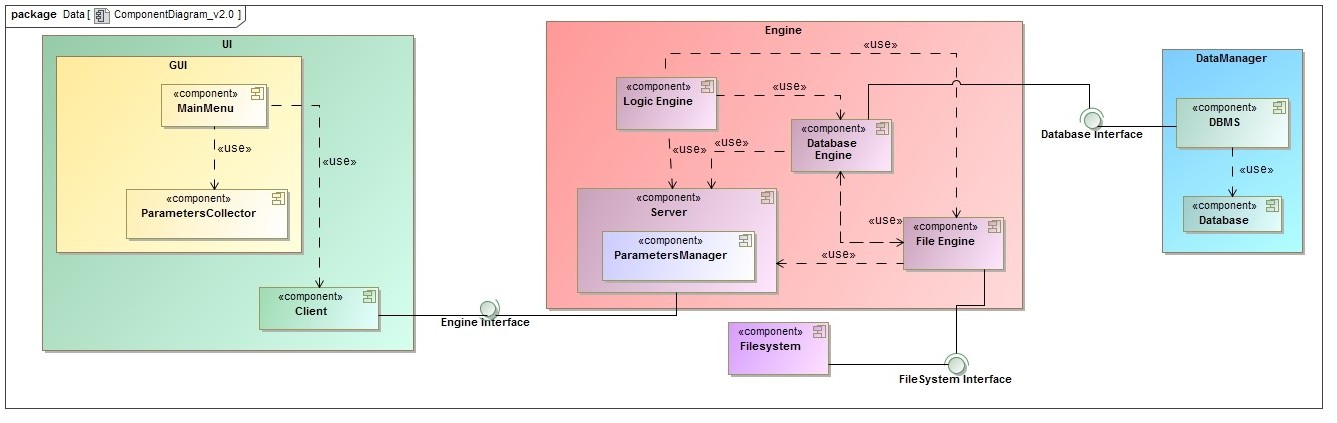 package Data [ ComponentDiagram_v2.0 ]
UI
GUI
«component»
MainMenu
«use»
«use»
«component»
ParametersCollector
«component»
Client
Engine Interface
Engine
«use»
«component»
Logic Engine
«use»
«component»
Database
Engine
«use»
«use»
«component»
Server
«component»
ParametersManager
«use»
«component»
File Engine
«use»
«component»
Filesystem
FileSystem Interface
Database Interface
DataManager
«component»
DBMS
«use»
«component»
Database